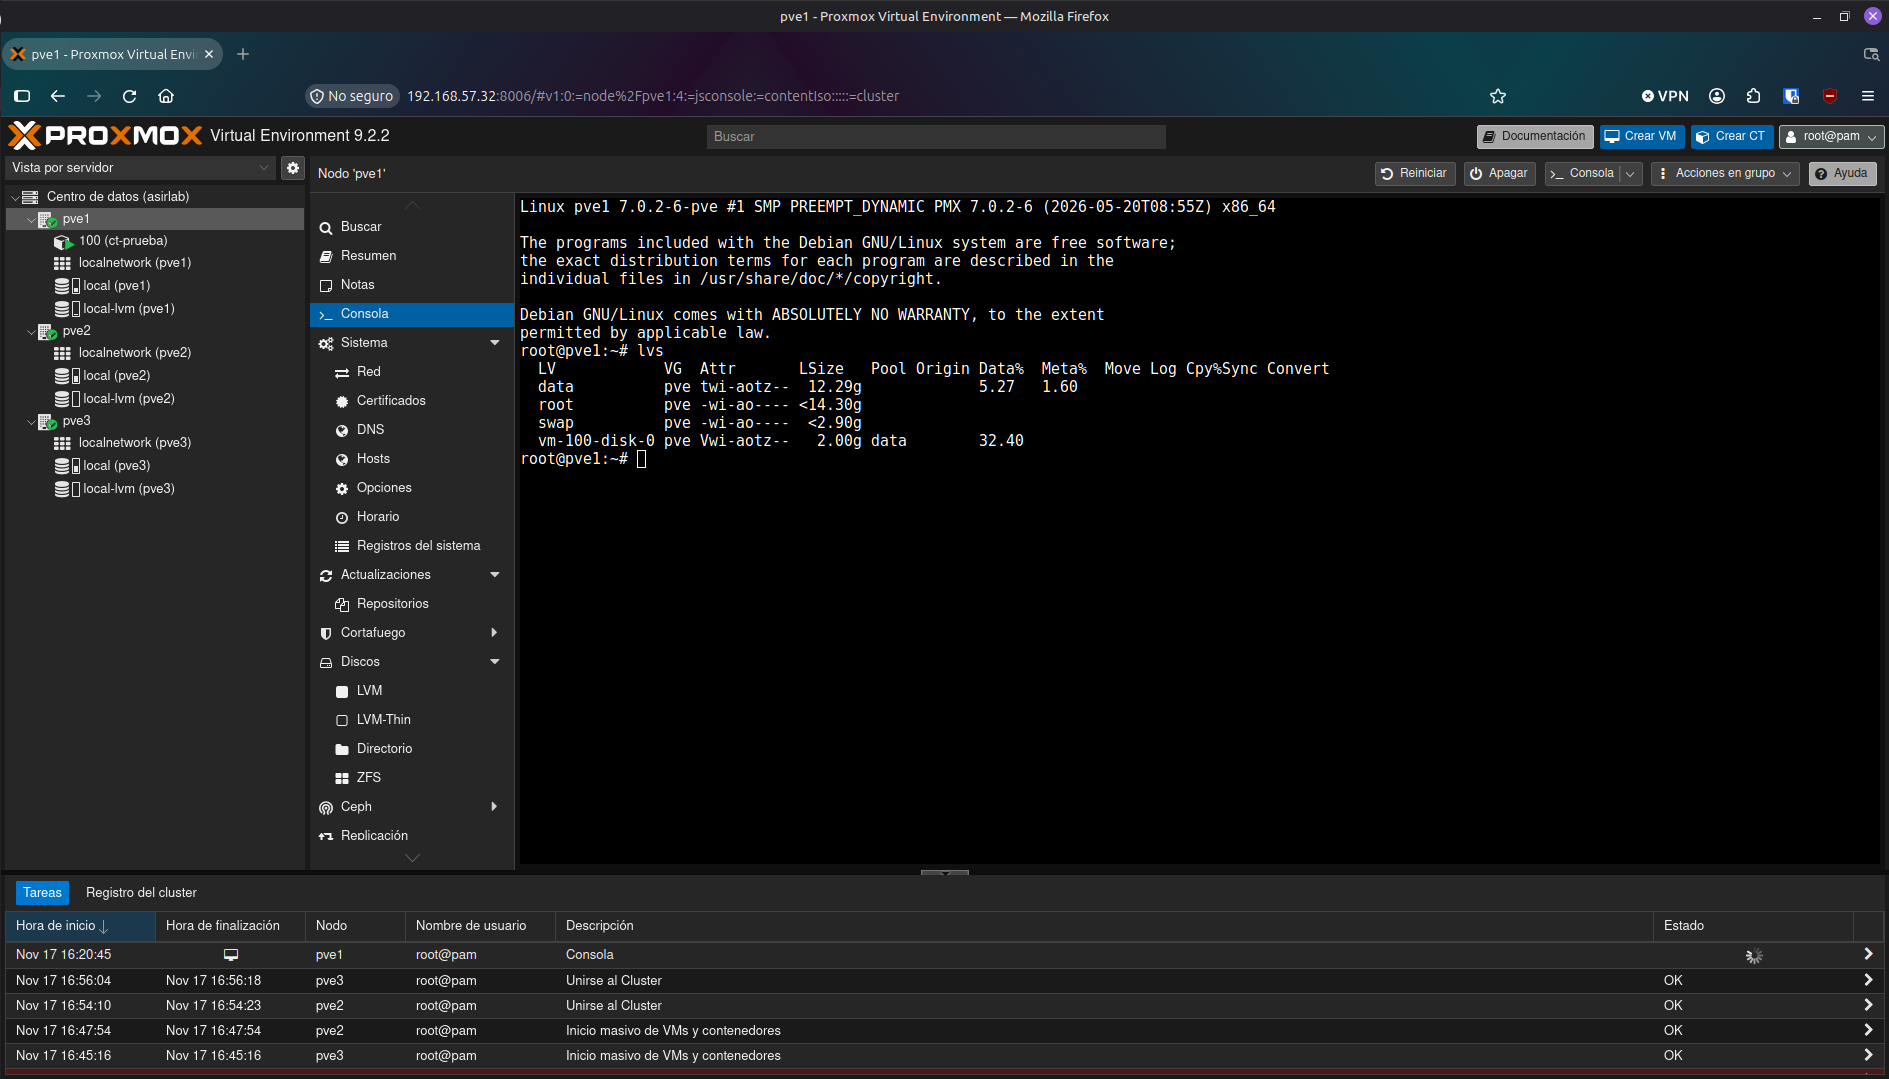 pve1 - Proxmox Virtual Environment — Mozilla Firefox
pve1 - Proxmox Virtual Envi
No seguro 192.168.57.32:8006/#v1:0:=node%2Fpve1:4:=jsconsole:=contentIso:::::=cluster
VPN
PROXMOX Virtual Environment 9.2.2
Buscar
Documentación
Crear VM
Crear CT
root@pam
Vista por servidor
Centro de datos (asirlab)
pve1
100 (ct-prueba)
localnetwork (pve1)
local (pve1)
local-lvm (pve1)
pve2
localnetwork (pve2)
local (pve2)
local-lvm (pve2)
pve3
localnetwork (pve3)
local (pve3)
local-lvm (pve3)
Nodo 'pve1'
Reiniciar
Apagar
Consola
Acciones en grupo
Ayuda
Buscar
Resumen
Notas
Consola
Sistema
Red
Certificados
DNS
Hosts
Opciones
Horario
Registros del sistema
Actualizaciones
Repositorios
Cortafuego
Discos
LVM
LVM-Thin
Directorio
ZFS
Ceph
Replicación
Linux pve1 7.0.2-6-pve #1 SMP PREEMPT_DYNAMIC PMX 7.0.2-6 (2026-05-20T08:55Z) x86_64
The programs included with the Debian GNU/Linux system are free software;
the exact distribution terms for each program are described in the
individual files in /usr/share/doc/*/copyright.
Debian GNU/Linux comes with ABSOLUTELY NO WARRANTY, to the extent
permitted by applicable law.
root@pve1:~# lvs
LV VG Attr LSize Pool Origin Data% Meta% Move Log Cpy%Sync Convert
data pve twi-aotz-- 12.29g 5.27 1.60
root pve -wi-ao---- <14.30g
swap pve -wi-ao---- <2.90g
vm-100-disk-0 pve Vwi-aotz-- 2.00g data 32.40
root@pve1:~#
Tareas
Registro del cluster
Hora de inicio Hora de finalización Nodo Nombre de usuario Descripción Estado
Nov 17 16:20:45 pve1 root@pam Consola
Nov 17 16:56:04 Nov 17 16:56:18 pve3 root@pam Unirse al Cluster OK
Nov 17 16:54:10 Nov 17 16:54:23 pve2 root@pam Unirse al Cluster OK
Nov 17 16:47:54 Nov 17 16:47:54 pve2 root@pam Inicio masivo de VMs y contenedores OK
Nov 17 16:45:16 Nov 17 16:45:16 pve3 root@pam Inicio masivo de VMs y contenedores OK